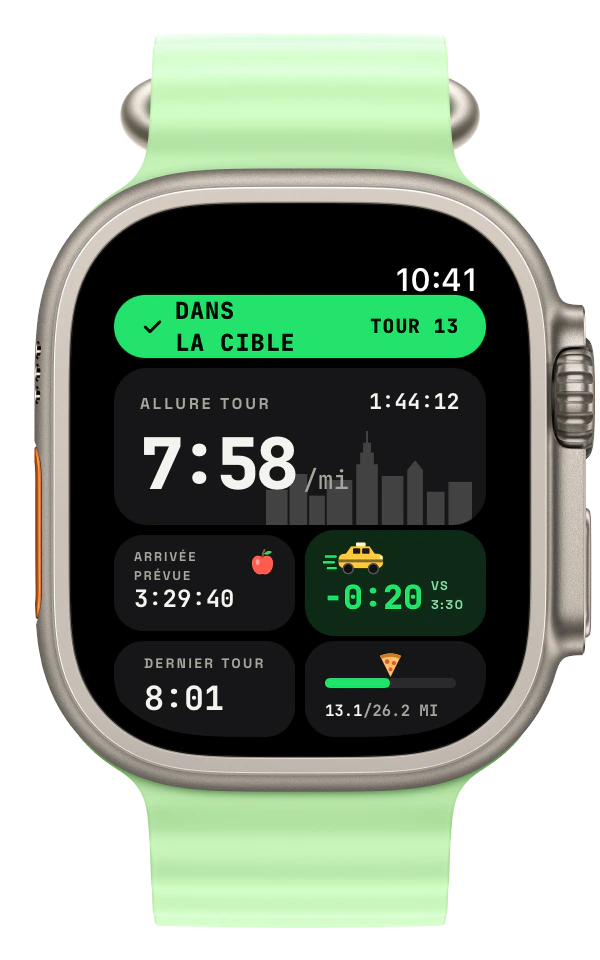 10:41
DANS
LA CIBLE
TOUR 13
ALLURE TOUR
1:44:12
7:58/mi
ARRIVÉE
PRÉVUE
3:29:40
-0:20
VS
3:30
DERNIER TOUR
8:01
13.1/26.2 MI